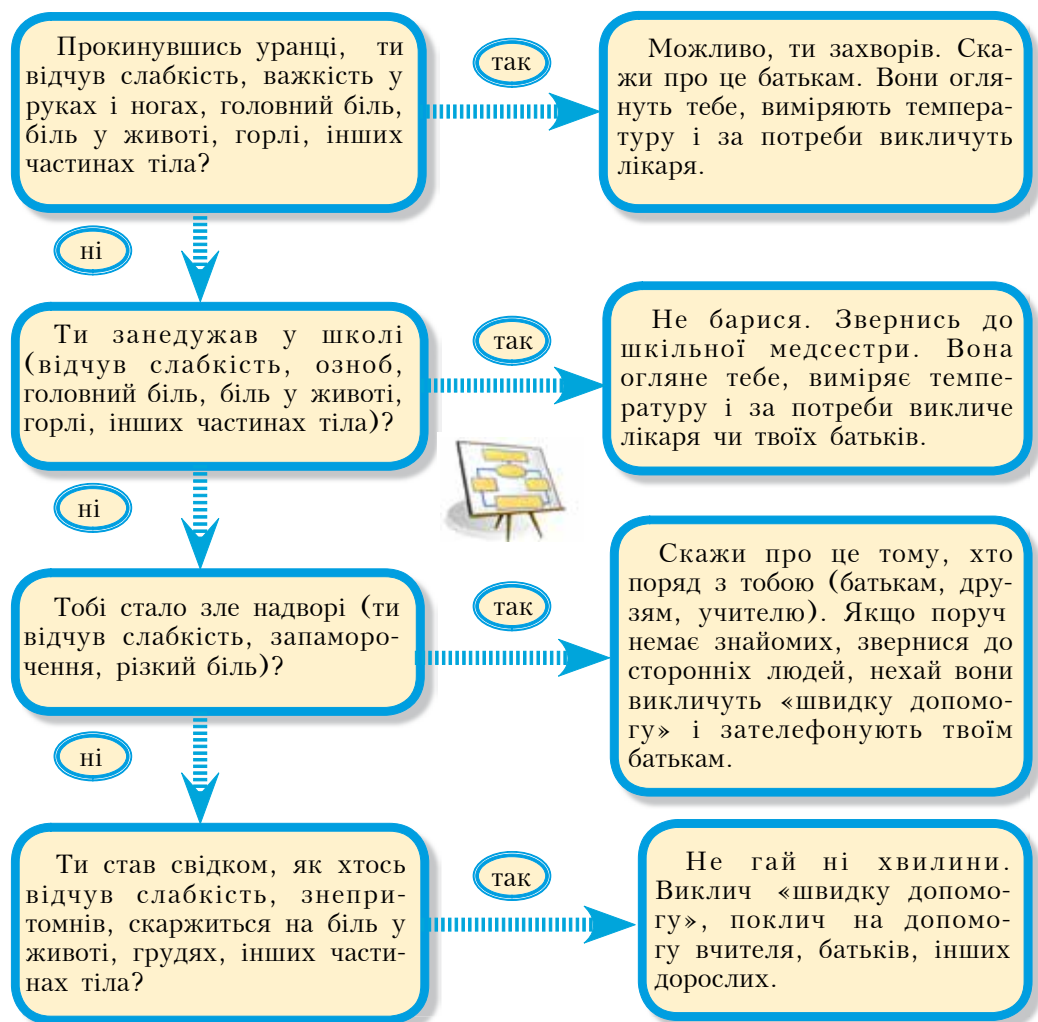 Прокинувшись уранці, ти
відчув слабкість, важкість у
руках і ногах, головний біль,
біль у животі, горлі, інших
частинах тіла?
так
Можливо, ти захворів. Ска-
жи про це батькам. Вони огля-
нуть тебе, виміряють темпера-
туру і за потреби викличуть
лікаря.
ні
Ти занедужав у школі
(відчув слабкість, озноб,
головний біль, біль у животі,
горлі, інших частинах тіла)?
так
Не барися. Звернись до
шкільної медсестри. Вона
огляне тебе, виміряє темпе-
ратуру і за потреби викличе
лікаря чи твоїх батьків.
ні
Тобі стало зле надворі (ти
відчув слабкість, запаморо-
чення, різкий біль)?
так
Скажи про це тому, хто
поряд з тобою (батькам, дру-
зям, учителю). Якщо поруч
немає знайомих, звернися до
сторонніх людей, нехай вони
викличуть «швидку допомо-
гу» і зателефонують твоїм
батькам.
ні
Ти став свідком, як хтось
відчув слабкість, знепри-
томнів, скаржиться на біль у
животі, грудях, інших части-
нах тіла?
так
Не гай ні хвилини.
Виклич «швидку допомо-
гу», поклич на допомо-
гу вчителя, батьків, інших
дорослих.